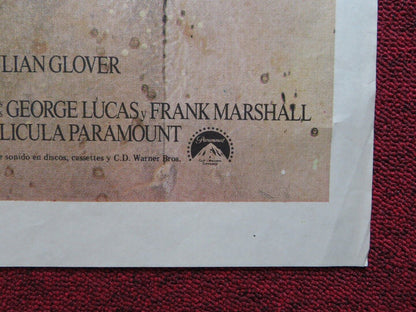 LIAN GLOVER
: GEORGE LUCAS y FRANK MARSHALL
LICULA PARAMOUNT
e sonido en discos, cassettes y C.D. Warner Bros.
Paramount